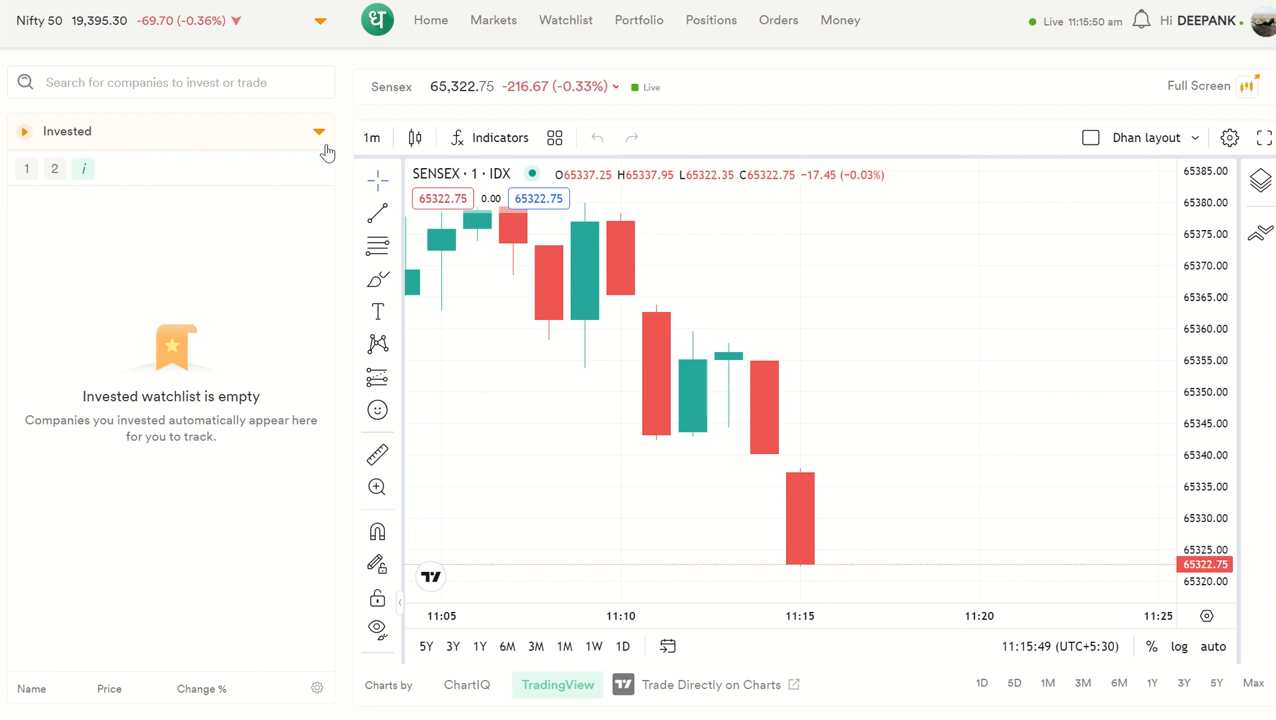 Nifty 50 19,395.30 -69.70 (-0.36%)
ध
Home Markets Watchlist Portfolio Positions Orders Money
Live 11:15:50 am Hi DEEPANK
Search for companies to invest or trade
Sensex 65,322.75 -216.67 (-0.33%) Live
Full Screen
Invested
1 2 i
1m Indicators Dhan layout
SENSEX · 1 · IDX O65337.25 H65337.95 L65322.35 C65322.75 -17.45 (-0.03%)
65322.75 0.00 65322.75
65385.00
65380.00
65375.00
65370.00
65365.00
65360.00
65355.00
65350.00
65345.00
65340.00
65335.00
65330.00
65325.00
65322.75
65320.00
Invested watchlist is empty
Companies you invested automatically appear here
for you to track.
T
11:05 11:10 11:15 11:20 11:25
5Y 3Y 1Y 6M 3M 1M 1W 1D 11:15:49 (UTC+5:30) % log auto
Name Price Change %
Charts by ChartIQ TradingView Trade Directly on Charts
1D 5D 1M 3M 6M 1Y 3Y 5Y Max